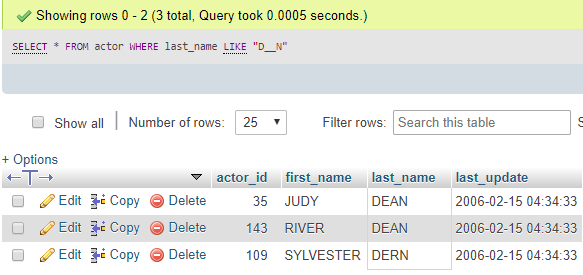 Showing rows 0 - 2 (3 total, Query took 0.0005 seconds.)
SELECT * FROM actor WHERE last_name LIKE "D__N"
Show all Number of rows: 25 Filter rows: Search this table S
+ Options
←T→ actor_id first_name last_name last_update
Edit Copy Delete 35 JUDY DEAN 2006-02-15 04:34:33
Edit Copy Delete 143 RIVER DEAN 2006-02-15 04:34:33
Edit Copy Delete 109 SYLVESTER DERN 2006-02-15 04:34:33